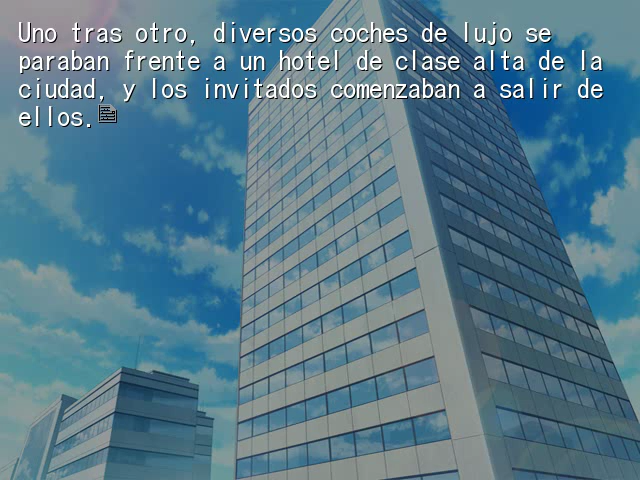 Uno tras otro, diversos coches de lujo se
paraban frente a un hotel de clase alta de la
ciudad, y los invitados comenzaban a salir de
ellos.